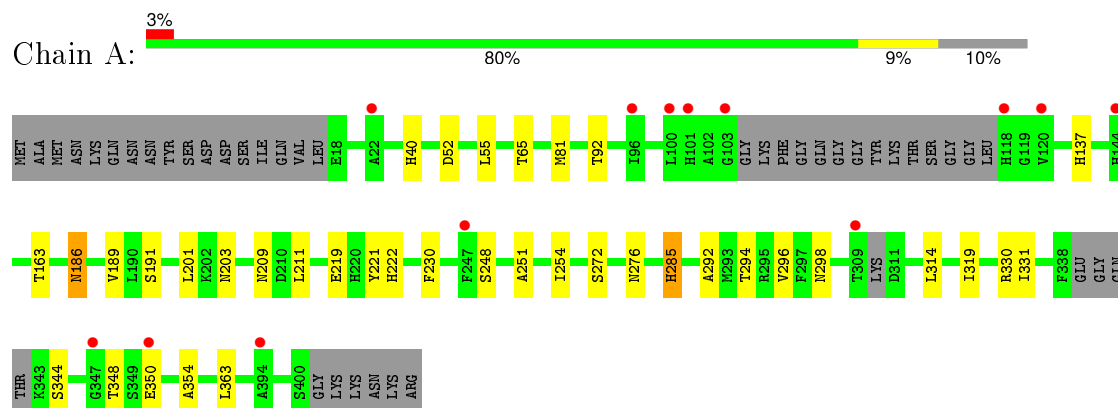 3%
Chain A:
80% 9% 10%
MET ALA MET ASN LYS GLN ASN ASN TYR SER ASP ASP SER ILE GLN VAL LEU E18 A22 H40 D52 L55 T65 M81 T92 I96 L100 H101 A102 G103 GLY LYS PHE GLY GLN GLY GLY TYR LYS THR SER GLY GLY LEU H118 G119 V120 H137 H144
T163 N186 V189 L190 S191 L201 K202 N203 N209 D210 L211 E219 H220 Y221 H222 F230 F247 S248 A251 I254 S272 N276 H285 A292 M293 T294 R295 V296 F297 N298 T309 LYS D311 L314 I319 R330 I331 F338 GLU GLY GLN
THR K343 S344 G347 T348 S349 E350 A354 L363 A394 S400 GLY LYS LYS ASN LYS ARG